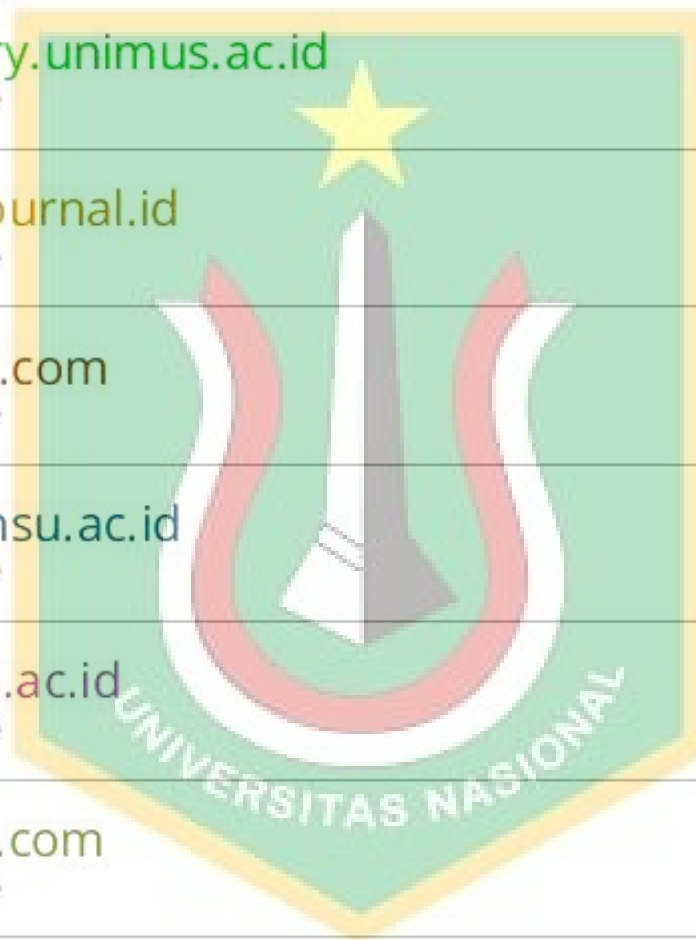 y.unimus.ac.id
ournal.id
.com
nsu.ac.id
.ac.id
UNIVERSITAS NASIONAL
.com